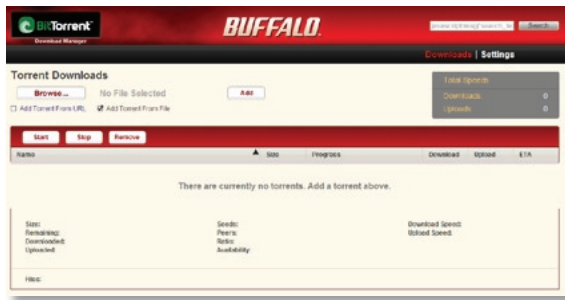 BitTorrent
Download Manager
BUFFALO
Search
Downloads | Settings
Torrent Downloads
Browse... No File Selected Add
Add Torrent From URL Add Torrent From File
Total Speeds
Downloads 0
Uploads 0
Start Stop Remove
Name Size Progress Download Upload ETA
There are currently no torrents. Add a torrent above.
Size: Seeds: Download Speed:
Remaining: Peers: Upload Speed:
Downloaded: Ratio:
Uploaded: Availability:
Files: